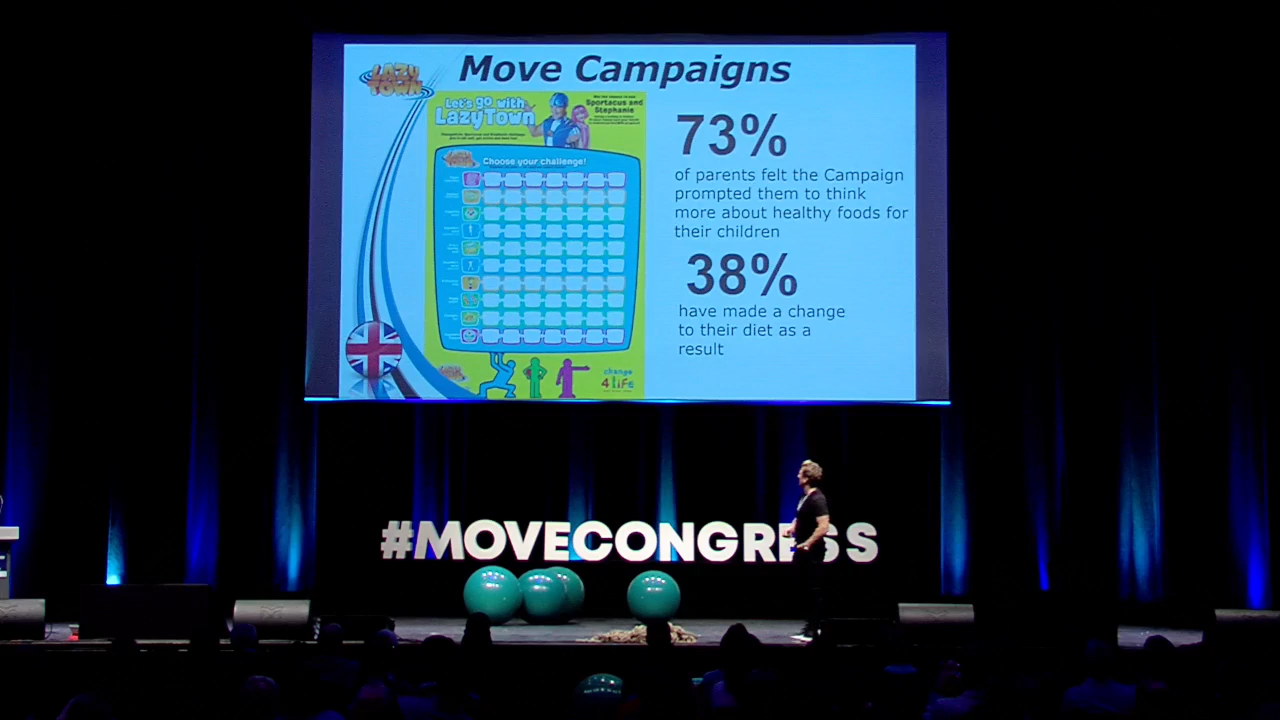 LAZY
TOWN
Move Campaigns
Let's go with
LazyTown
Sportacus and
Stephanie
Choose your challenge!
change
4 LiFe
73%
of parents felt the Campaign
prompted them to think
more about healthy foods for
their children
38%
have made a change
to their diet as a
result
#MOVECONGRESS